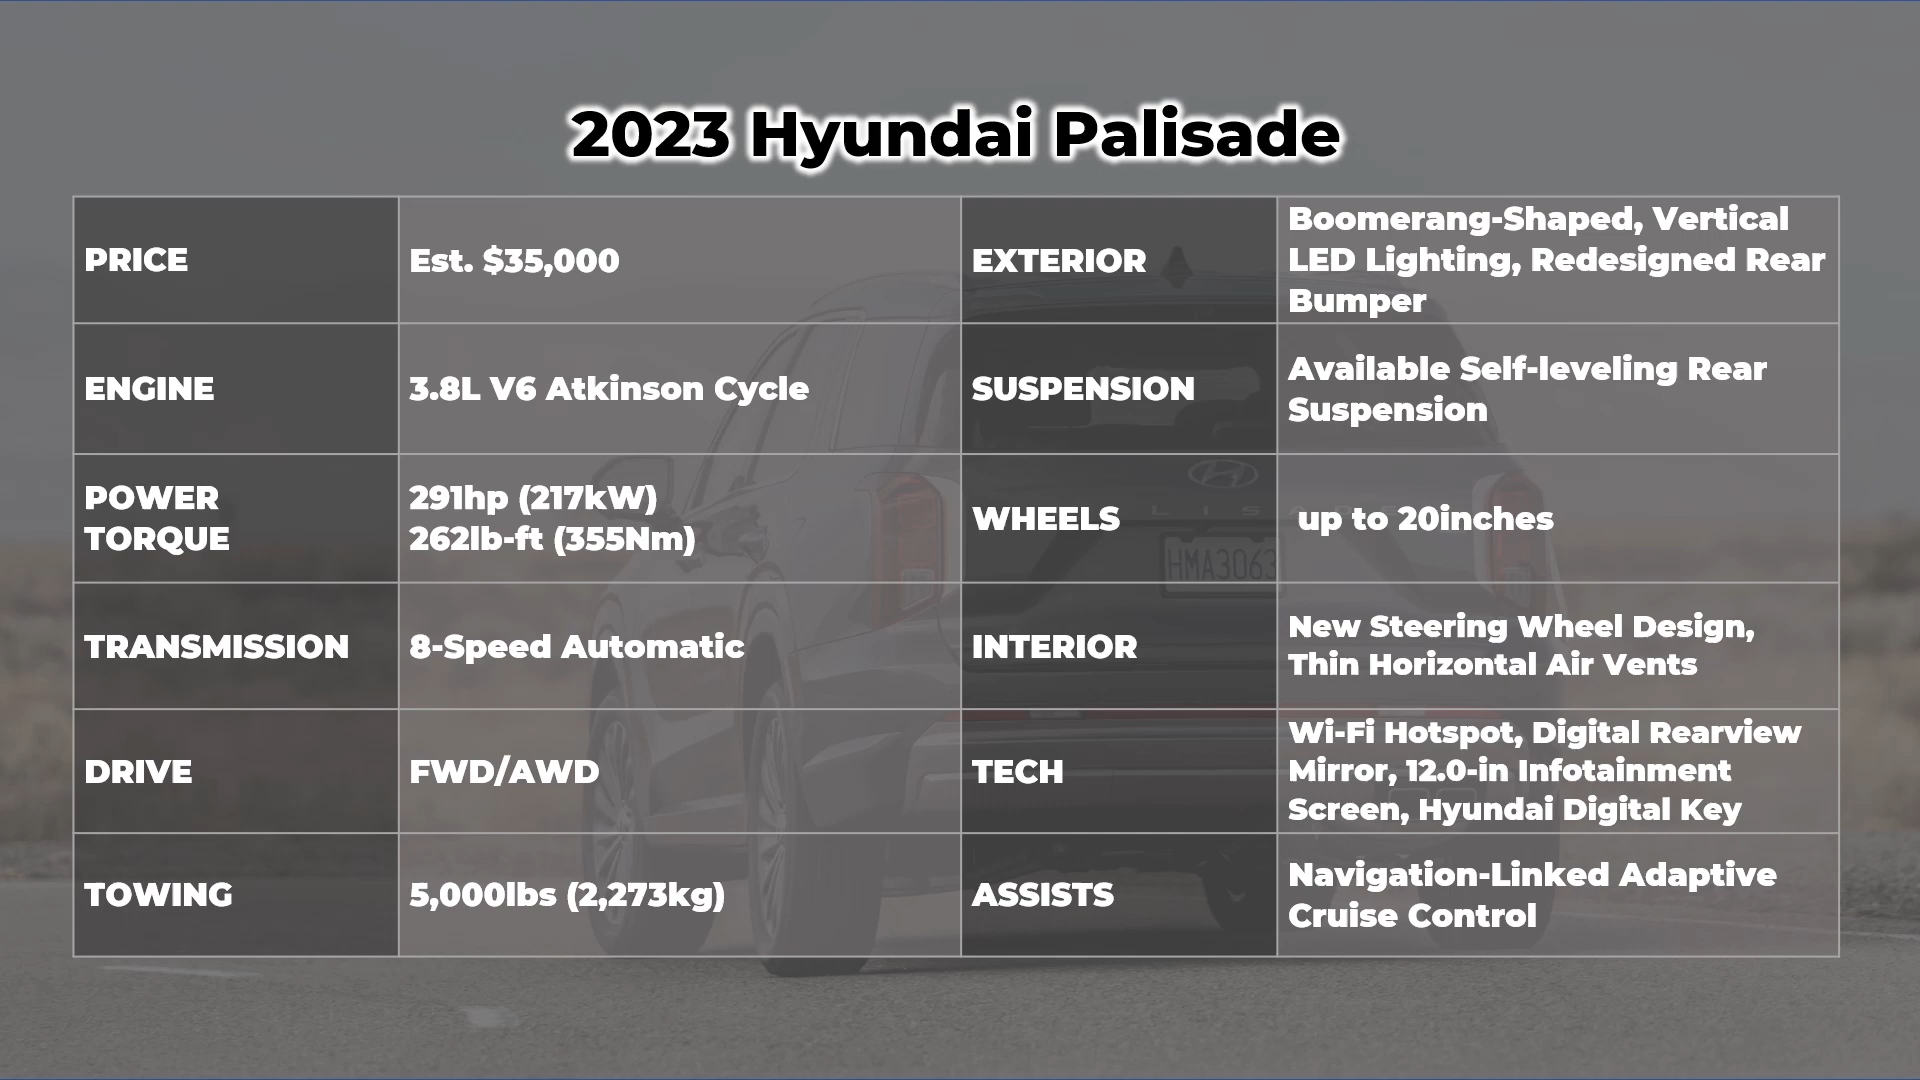 2023 Hyundai Palisade
PRICE
Est. $35,000
EXTERIOR
Boomerang-Shaped, Vertical
LED Lighting, Redesigned Rear
Bumper
ENGINE
3.8L V6 Atkinson Cycle
SUSPENSION
Available Self-leveling Rear
Suspension
POWER
TORQUE
291hp (217kW)
262lb-ft (355Nm)
WHEELS
up to 20inches
TRANSMISSION
8-Speed Automatic
INTERIOR
New Steering Wheel Design,
Thin Horizontal Air Vents
DRIVE
FWD/AWD
TECH
Wi-Fi Hotspot, Digital Rearview
Mirror, 12.0-in Infotainment
Screen, Hyundai Digital Key
TOWING
5,000lbs (2,273kg)
ASSISTS
Navigation-Linked Adaptive
Cruise Control
HMA3063